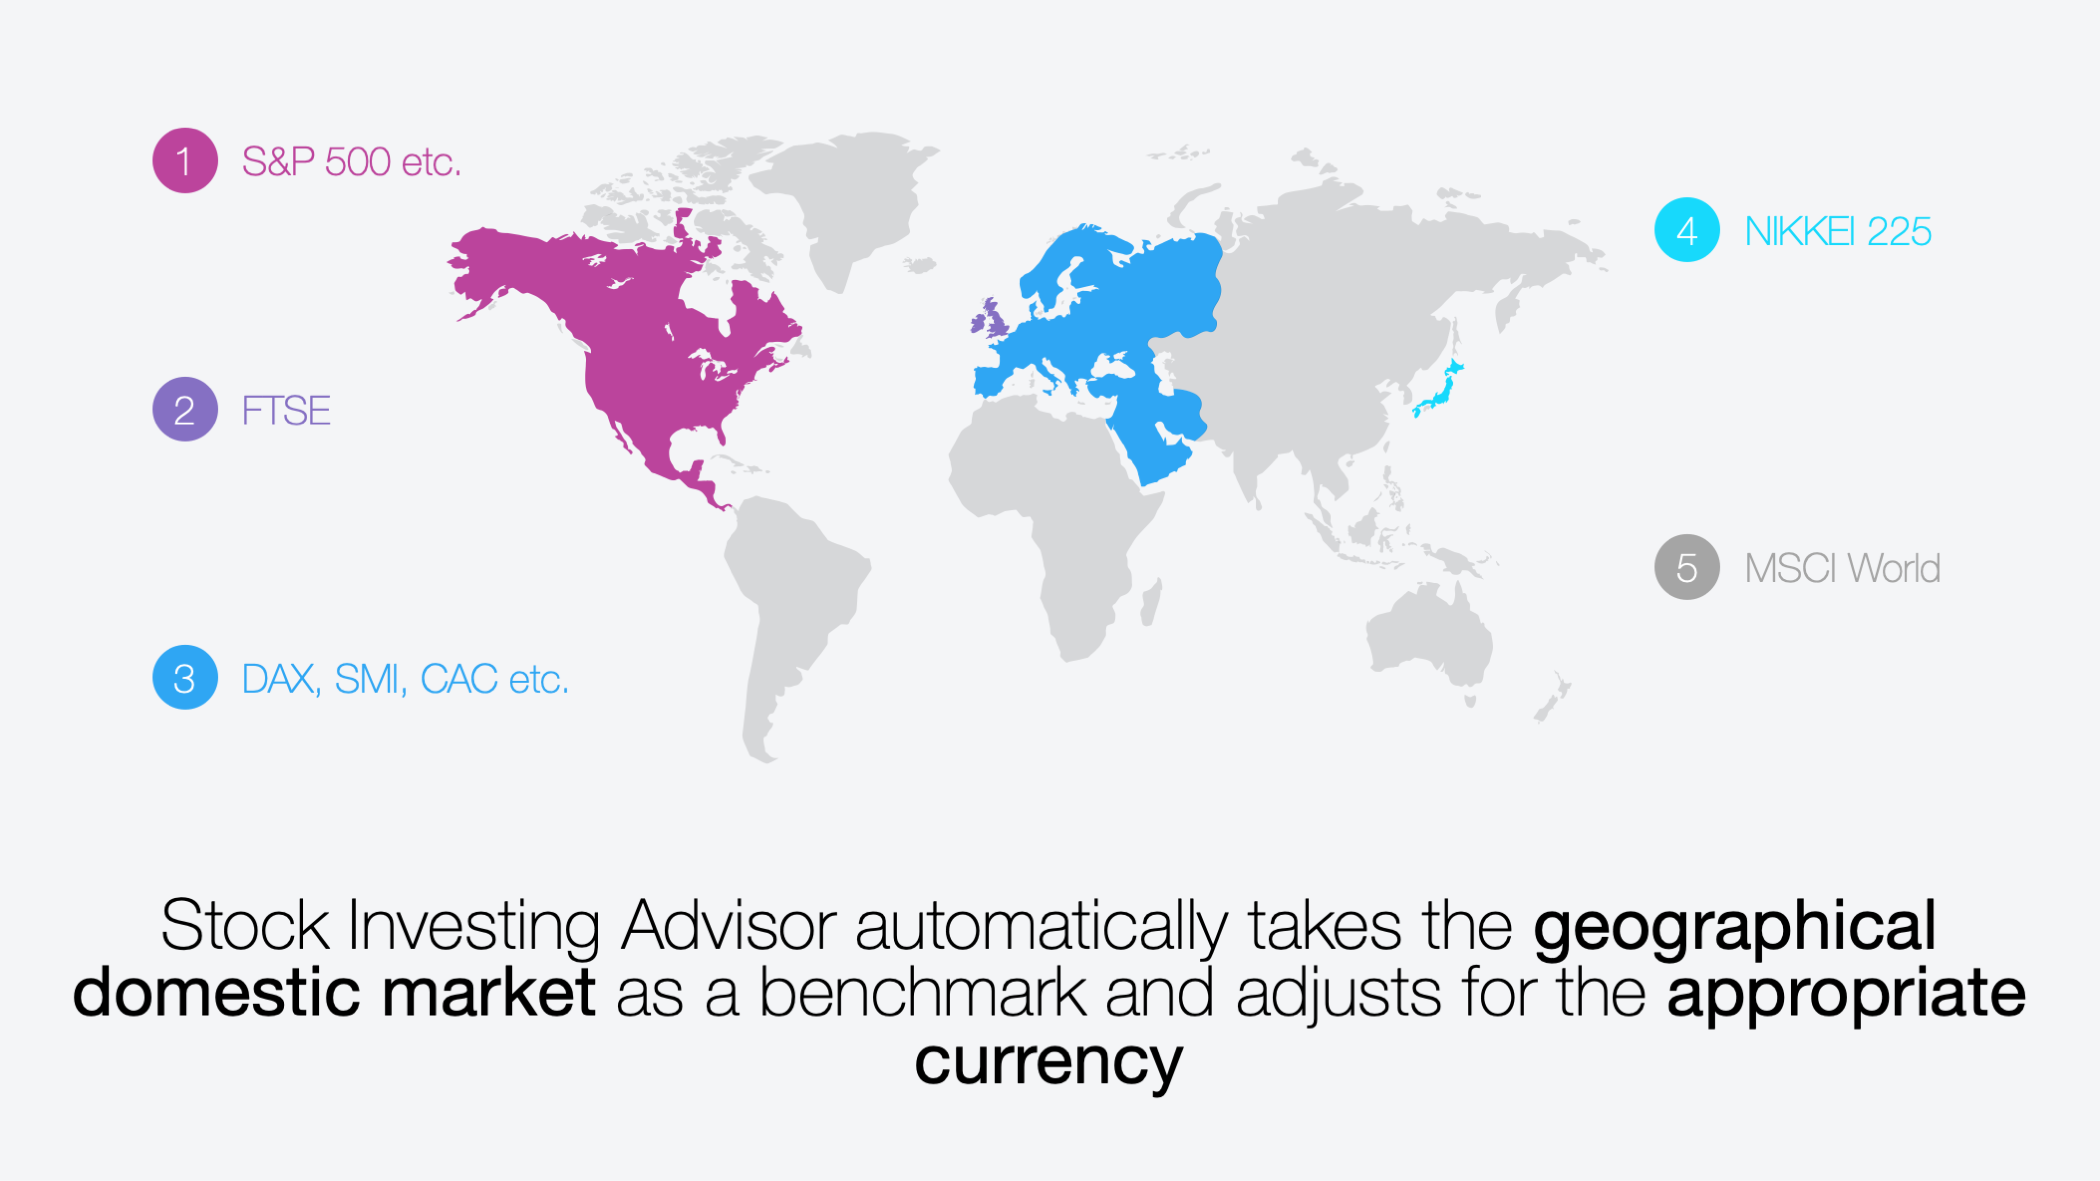 1 S&P 500 etc.
2 FTSE
3 DAX, SMI, CAC etc.
4 NIKKEI 225
5 MSCI World
Stock Investing Advisor automatically takes the geographical
domestic market as a benchmark and adjusts for the appropriate
currency